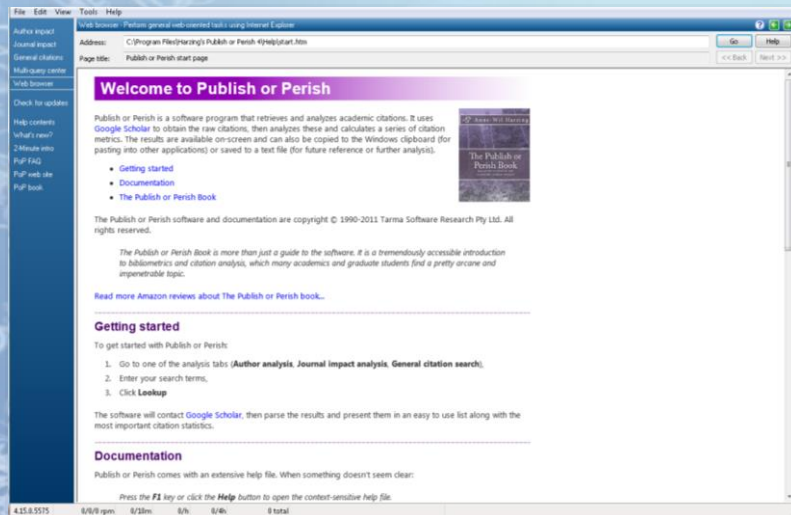 File Edit View Tools Help
Web browser - Perform general web-oriented tasks using Internet Explorer
Author impact
Journal impact
General citations
Multi-query center
Web browser
Check for updates
Help contents
What's new?
2-Minute intro
PoP FAQ
PoP web site
PoP book
Address: C:\Program Files\Harzing's Publish or Perish 4\Help\start.htm Go Help
Page title: Publish or Perish start page << Back Next >>
Welcome to Publish or Perish
Publish or Perish is a software program that retrieves and analyzes academic citations. It uses
Google Scholar to obtain the raw citations, then analyzes these and calculates a series of citation
metrics. The results are available on-screen and can also be copied to the Windows clipboard (for
pasting into other applications) or saved to a text file (for future reference or further analysis).
Anne-Wil Harzing
The Publish or
Perish Book
• Getting started
• Documentation
• The Publish or Perish Book
The Publish or Perish software and documentation are copyright © 1990-2011 Tarma Software Research Pty Ltd. All
rights reserved.
The Publish or Perish Book is more than just a guide to the software. It is a tremendously accessible introduction
to bibliometrics and citation analysis, which many academics and graduate students find a pretty arcane and
impenetrable topic.
Read more Amazon reviews about The Publish or Perish book...
Getting started
To get started with Publish or Perish:
1. Go to one of the analysis tabs (Author analysis, Journal impact analysis, General citation search),
2. Enter your search terms,
3. Click Lookup
The software will contact Google Scholar, then parse the results and present them in an easy to use list along with the
most important citation statistics.
Documentation
Publish or Perish comes with an extensive help file. When something doesn't seem clear:
Press the F1 key or click the Help button to open the context-sensitive help file.
4.15.0.5575 0/0/0 rpm 0/10m 0/h 0/4h 0 total